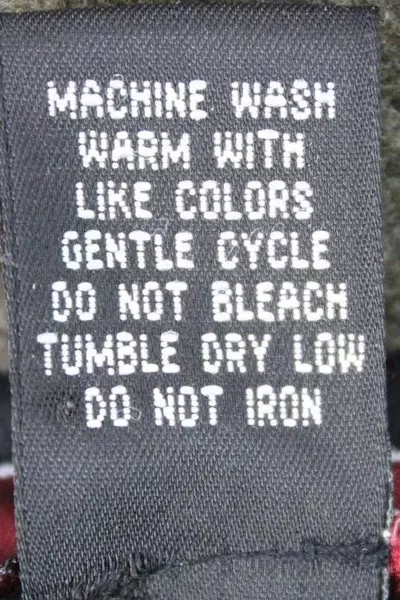 MACHINE WASH
WARM WITH
LIKE COLORS
GENTLE CYCLE
DO NOT BLEACH
TUMBLE DRY LOW
DO NOT IRON